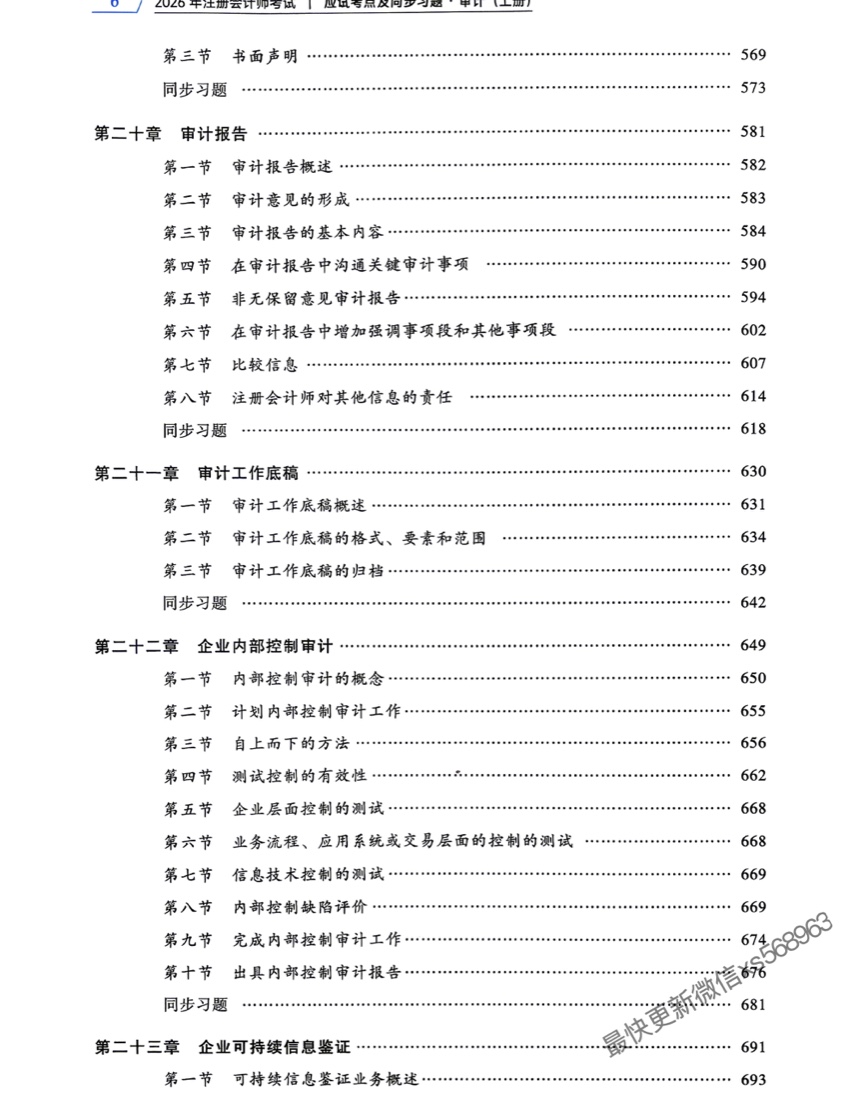 6 2026 年注册会计师考试 | 应试考点及同步习题·审计（上册）
第三节 书面声明 569
同步习题 573
第二十章 审计报告 581
第一节 审计报告概述 582
第二节 审计意见的形成 583
第三节 审计报告的基本内容 584
第四节 在审计报告中沟通关键审计事项 590
第五节 非无保留意见审计报告 594
第六节 在审计报告中增加强调事项段和其他事项段 602
第七节 比较信息 607
第八节 注册会计师对其他信息的责任 614
同步习题 618
第二十一章 审计工作底稿 630
第一节 审计工作底稿概述 631
第二节 审计工作底稿的格式、要素和范围 634
第三节 审计工作底稿的归档 639
同步习题 642
第二十二章 企业内部控制审计 649
第一节 内部控制审计的概念 650
第二节 计划内部控制审计工作 655
第三节 自上而下的方法 656
第四节 测试控制的有效性 662
第五节 企业层面控制的测试 668
第六节 业务流程、应用系统或交易层面的控制的测试 668
第七节 信息技术控制的测试 669
第八节 内部控制缺陷评价 669
第九节 完成内部控制审计工作 674
第十节 出具内部控制审计报告 676
同步习题 681
第二十三章 企业可持续信息鉴证 691
第一节 可持续信息鉴证业务概述 693
最快更新微信xs568963